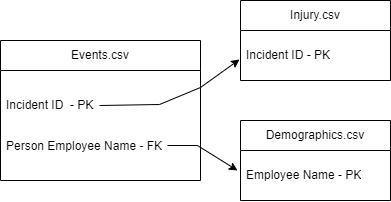 Injury.csv
Incident ID - PK
Events.csv
Incident ID - PK
Person Employee Name - FK
Demographics.csv
Employee Name - PK